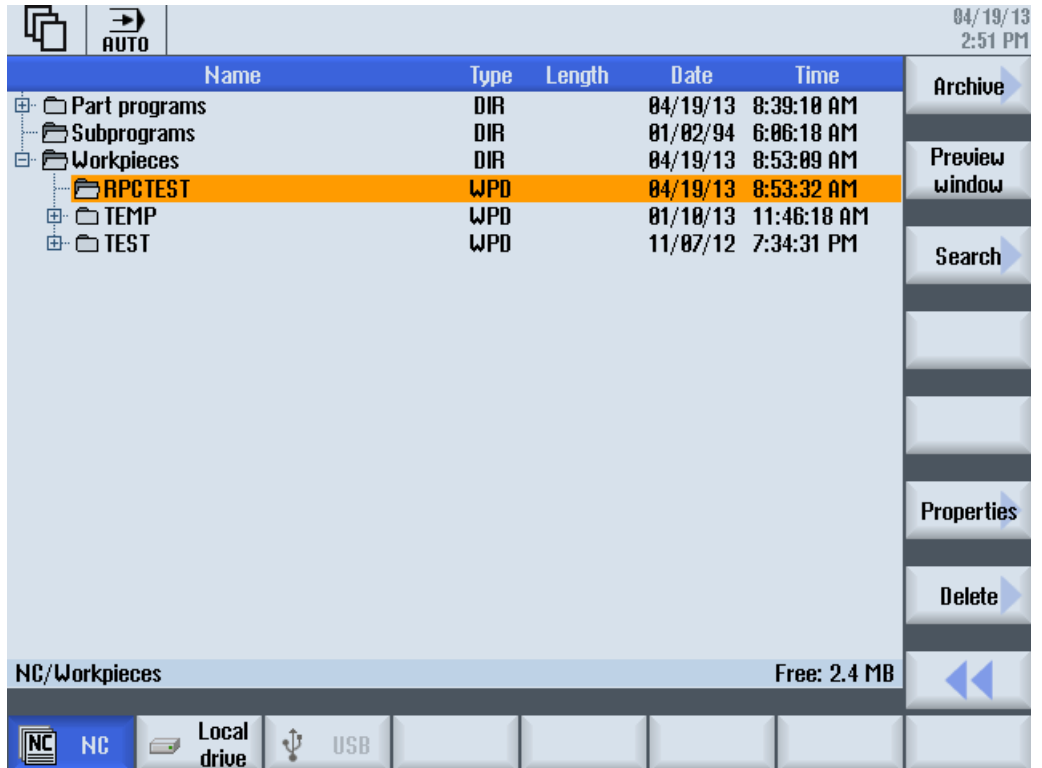 04/19/13
AUTO 2:51 PM
Name Type Length Date Time
Archive
Part programs DIR 04/19/13 8:39:10 AM
Subprograms DIR 01/02/94 6:06:18 AM
Workpieces DIR 04/19/13 8:53:09 AM
Preview
window
RPCTEST WPD 04/19/13 8:53:32 AM
TEMP WPD 01/10/13 11:46:18 AM
TEST WPD 11/07/12 7:34:31 PM
Search
Properties
Delete
NC/Workpieces Free: 2.4 MB
NC NC
Local
drive
USB